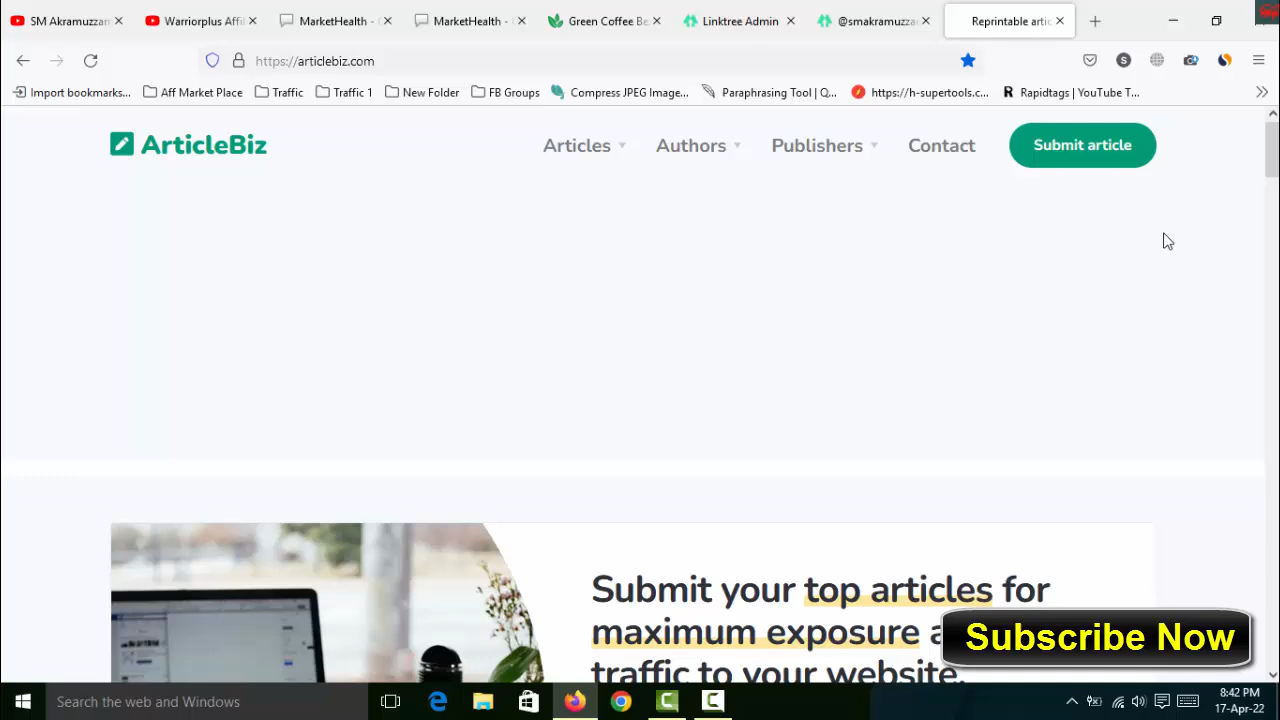 SM Akramuzzam
Warriorplus Affil
MarketHealth - 
MarketHealth - 
Green Coffee Be
Linktree Admin
@smakramuzza
Reprintable artic
https://articlebiz.com
Import bookmarks...
Aff Market Place
Traffic
Traffic 1
New Folder
FB Groups
Compress JPEG Image...
Paraphrasing Tool | Q...
https://h-supertools.c...
Rapidtags | YouTube T...
ArticleBiz
Articles
Authors
Publishers
Contact
Submit article
Submit your top articles for
maximum exposure a
traffic to your website.
Subscribe Now
Search the web and Windows
8:42 PM
17-Apr-22